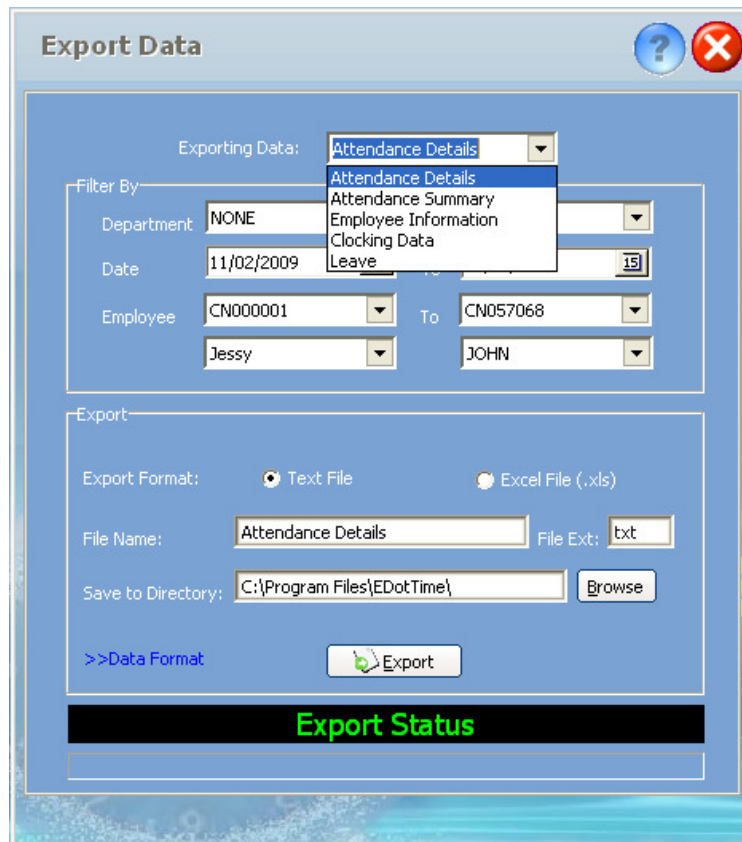 Export Data
?
Exporting Data: Attendance Details
Attendance Details
Attendance Summary
Employee Information
Clocking Data
Leave
Filter By
Department NONE
Date 11/02/2009 15
Employee CN000001 To CN057068
Jessy JOHN
Export
Export Format: Text File Excel File (.xls)
File Name: Attendance Details File Ext: txt
Save to Directory: C:\Program Files\EDotTime\ Browse
>>Data Format Export
Export Status